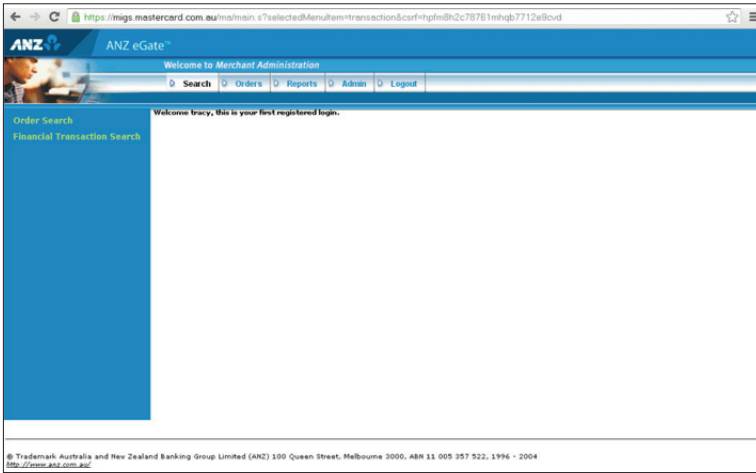 https://migs.mastercard.com.au/ma/main.s?selectedMenuItem=transaction&csrf=hpfm8h2c78761mhqb7712e9cvd
ANZ ANZ eGate™
Welcome to Merchant Administration
Search Orders Reports Admin Logout
Welcome tracy, this is your first registered login.
Order Search
Financial Transaction Search
© Trademark Australia and New Zealand Banking Group Limited (ANZ) 100 Queen Street, Melbourne 3000, ABN 11 005 357 522, 1996 - 2004
http://www.anz.com.au/